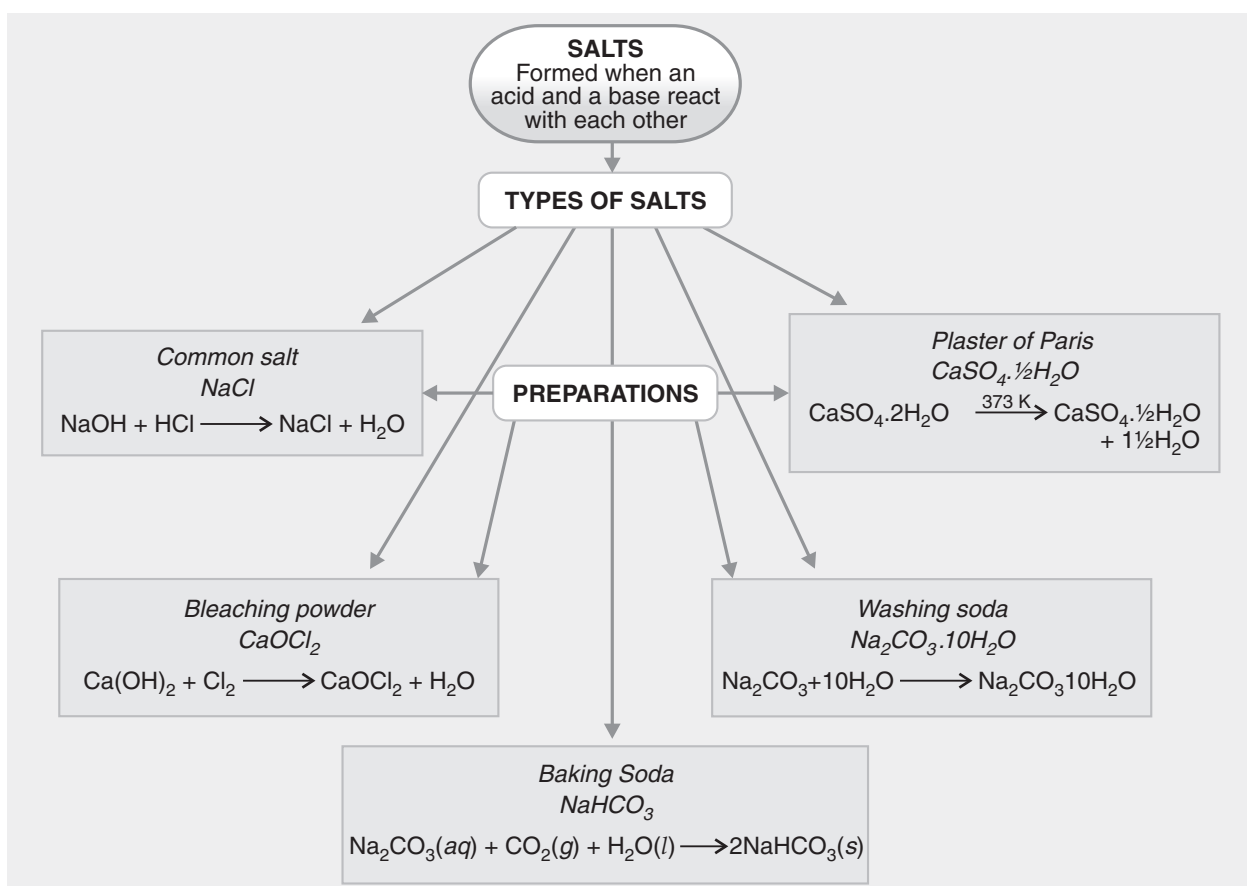 SALTS
Formed when an
acid and a base react
with each other
TYPES OF SALTS
Common salt
NaCl
NaOH + HCl ⟶ NaCl + H₂O
PREPARATIONS
Plaster of Paris
CaSO₄.½H₂O
CaSO₄.2H₂O 373 K⟶ CaSO₄.½H₂O
+ 1½H₂O
Bleaching powder
CaOCl₂
Ca(OH)₂ + Cl₂ ⟶ CaOCl₂ + H₂O
Washing soda
Na₂CO₃.10H₂O
Na₂CO₃+10H₂O ⟶ Na₂CO₃10H₂O
Baking Soda
NaHCO₃
Na₂CO₃(aq) + CO₂(g) + H₂O(l) ⟶2NaHCO₃(s)